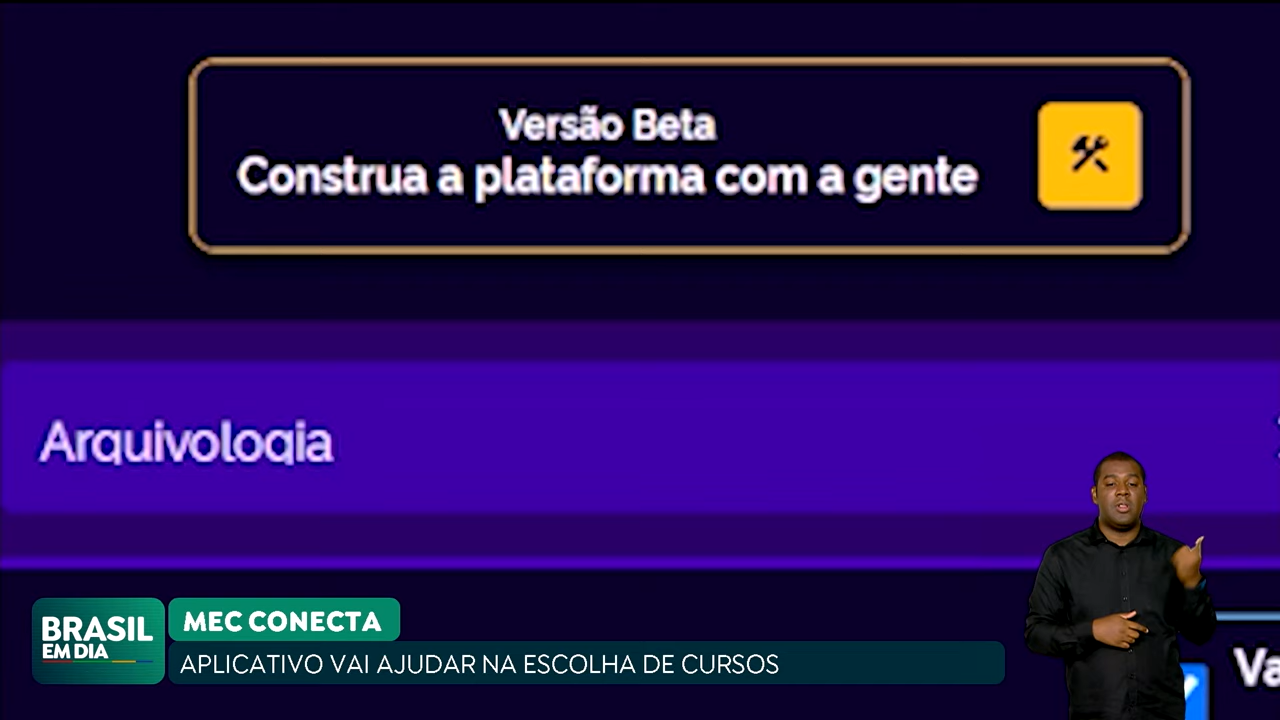 Versão Beta
Construa a plataforma com a gente
Arquivologia
MEC CONECTA
BRASIL
EM DIA
APLICATIVO VAI AJUDAR NA ESCOLHA DE CURSOS